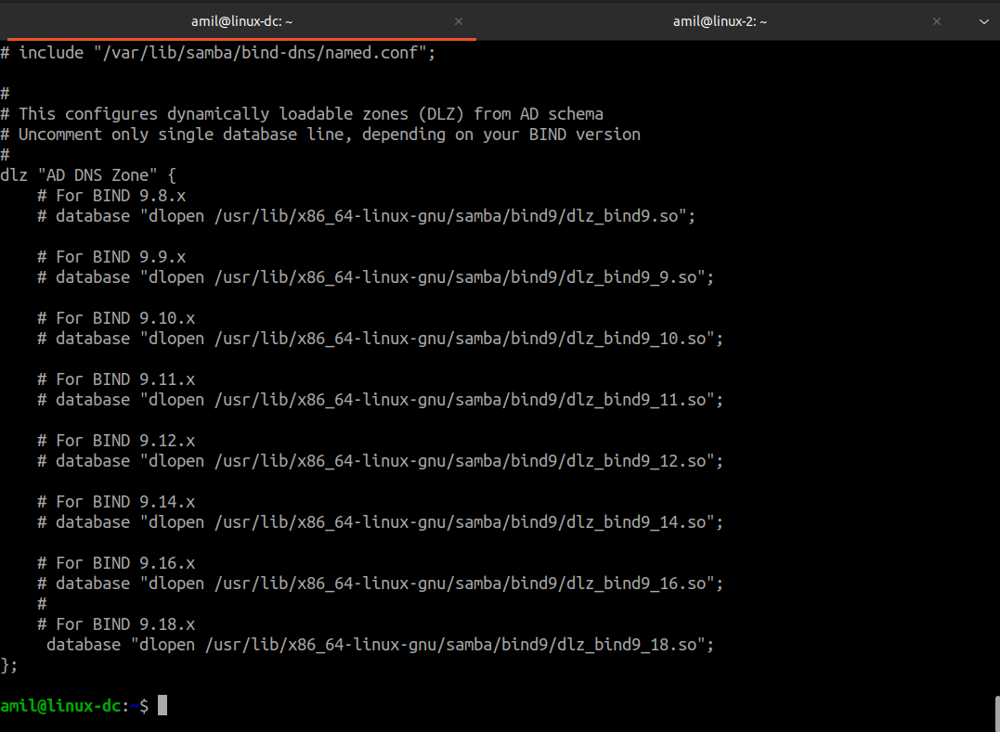 amil@linux-dc: ~
amil@linux-2: ~
# include "/var/lib/samba/bind-dns/named.conf";
#
# This configures dynamically loadable zones (DLZ) from AD schema
# Uncomment only single database line, depending on your BIND version
#
dlz "AD DNS Zone" {
# For BIND 9.8.x
# database "dlopen /usr/lib/x86_64-linux-gnu/samba/bind9/dlz_bind9.so";
# For BIND 9.9.x
# database "dlopen /usr/lib/x86_64-linux-gnu/samba/bind9/dlz_bind9_9.so";
# For BIND 9.10.x
# database "dlopen /usr/lib/x86_64-linux-gnu/samba/bind9/dlz_bind9_10.so";
# For BIND 9.11.x
# database "dlopen /usr/lib/x86_64-linux-gnu/samba/bind9/dlz_bind9_11.so";
# For BIND 9.12.x
# database "dlopen /usr/lib/x86_64-linux-gnu/samba/bind9/dlz_bind9_12.so";
# For BIND 9.14.x
# database "dlopen /usr/lib/x86_64-linux-gnu/samba/bind9/dlz_bind9_14.so";
# For BIND 9.16.x
# database "dlopen /usr/lib/x86_64-linux-gnu/samba/bind9/dlz_bind9_16.so";
#
# For BIND 9.18.x
database "dlopen /usr/lib/x86_64-linux-gnu/samba/bind9/dlz_bind9_18.so";
};
amil@linux-dc:~$